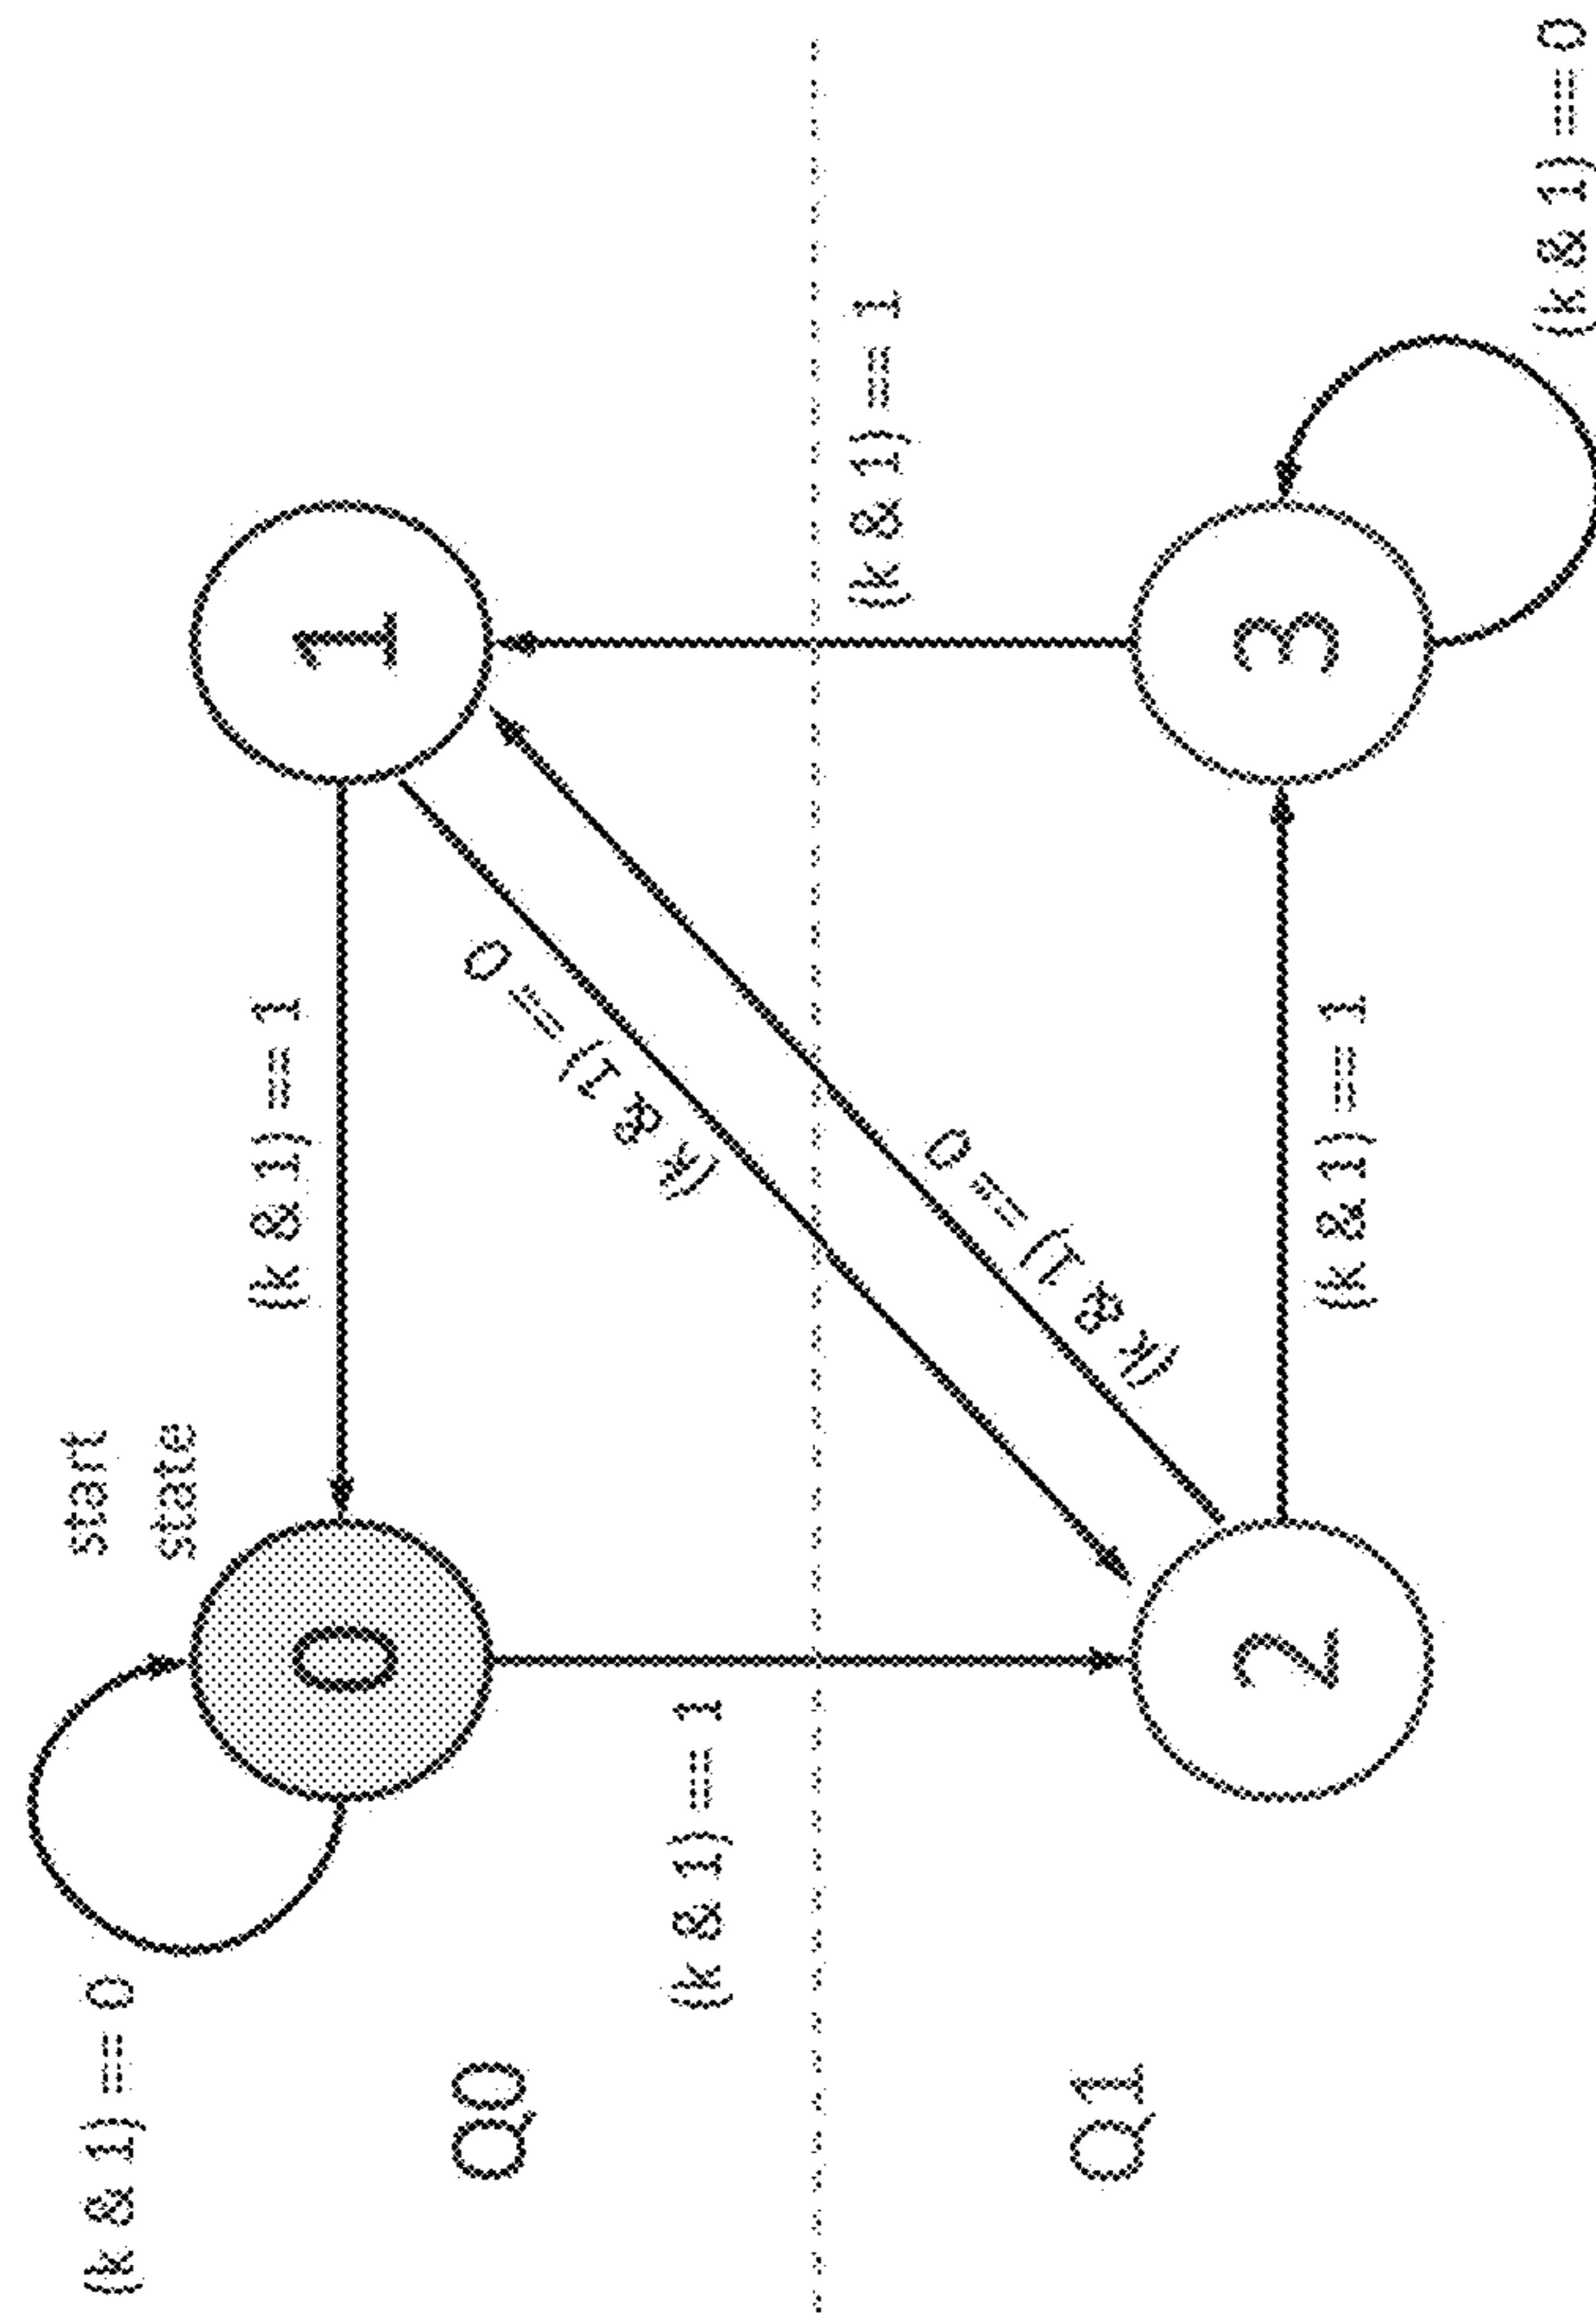 (k & 1) == 0
start
state
0
(k & 1) == 1
1
Q0
(k & 1) == 1
(k & 1) == 0
(k & 1) == 0
(k & 1) == 1
Q1
2
(k & 1) == 1
3
(k & 1) == 0